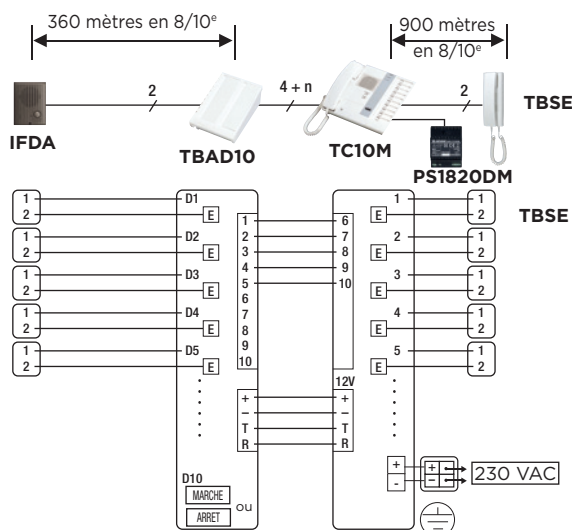 360 mètres en 8/10e
900 mètres
en 8/10e
2
4 + n
2
TBSE
IFDA
TBAD10
TC10M
PS1820DM
1
2
D1
E
1
2
D2
E
1
2
D3
E
1
2
D4
E
1
2
D5
E
1
2
3
4
5
6
7
8
9
10
+
–
T
R
D10
MARCHE
ou
ARRET
6
7
8
9
10
12V
+
–
T
R
1
E
1
2
TBSE
2
E
1
2
3
E
1
2
4
E
1
2
5
E
1
2
+
-
+
–
230 VAC